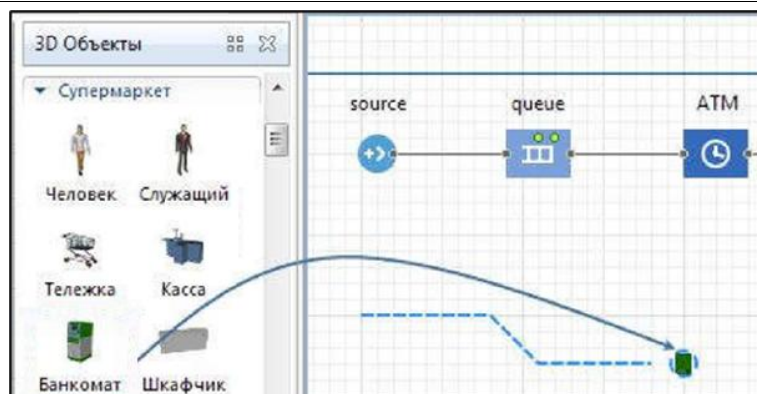 3D Объекты
Супермаркет
Человек Служащий
Тележка Касса
Банкомат Шкафчик
source queue ATM